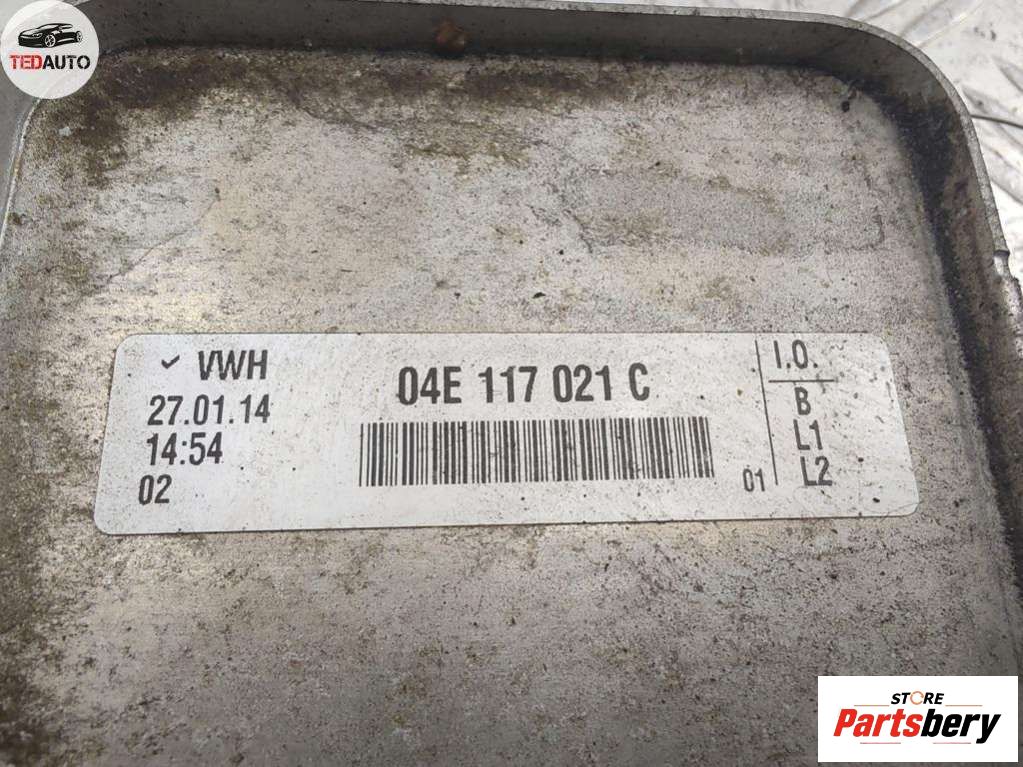 TEDAUTO
VWH
27.01.14
14:54
02
04E 117 021 C
01
I.O.
B
L1
L2
STORE
Partsbery